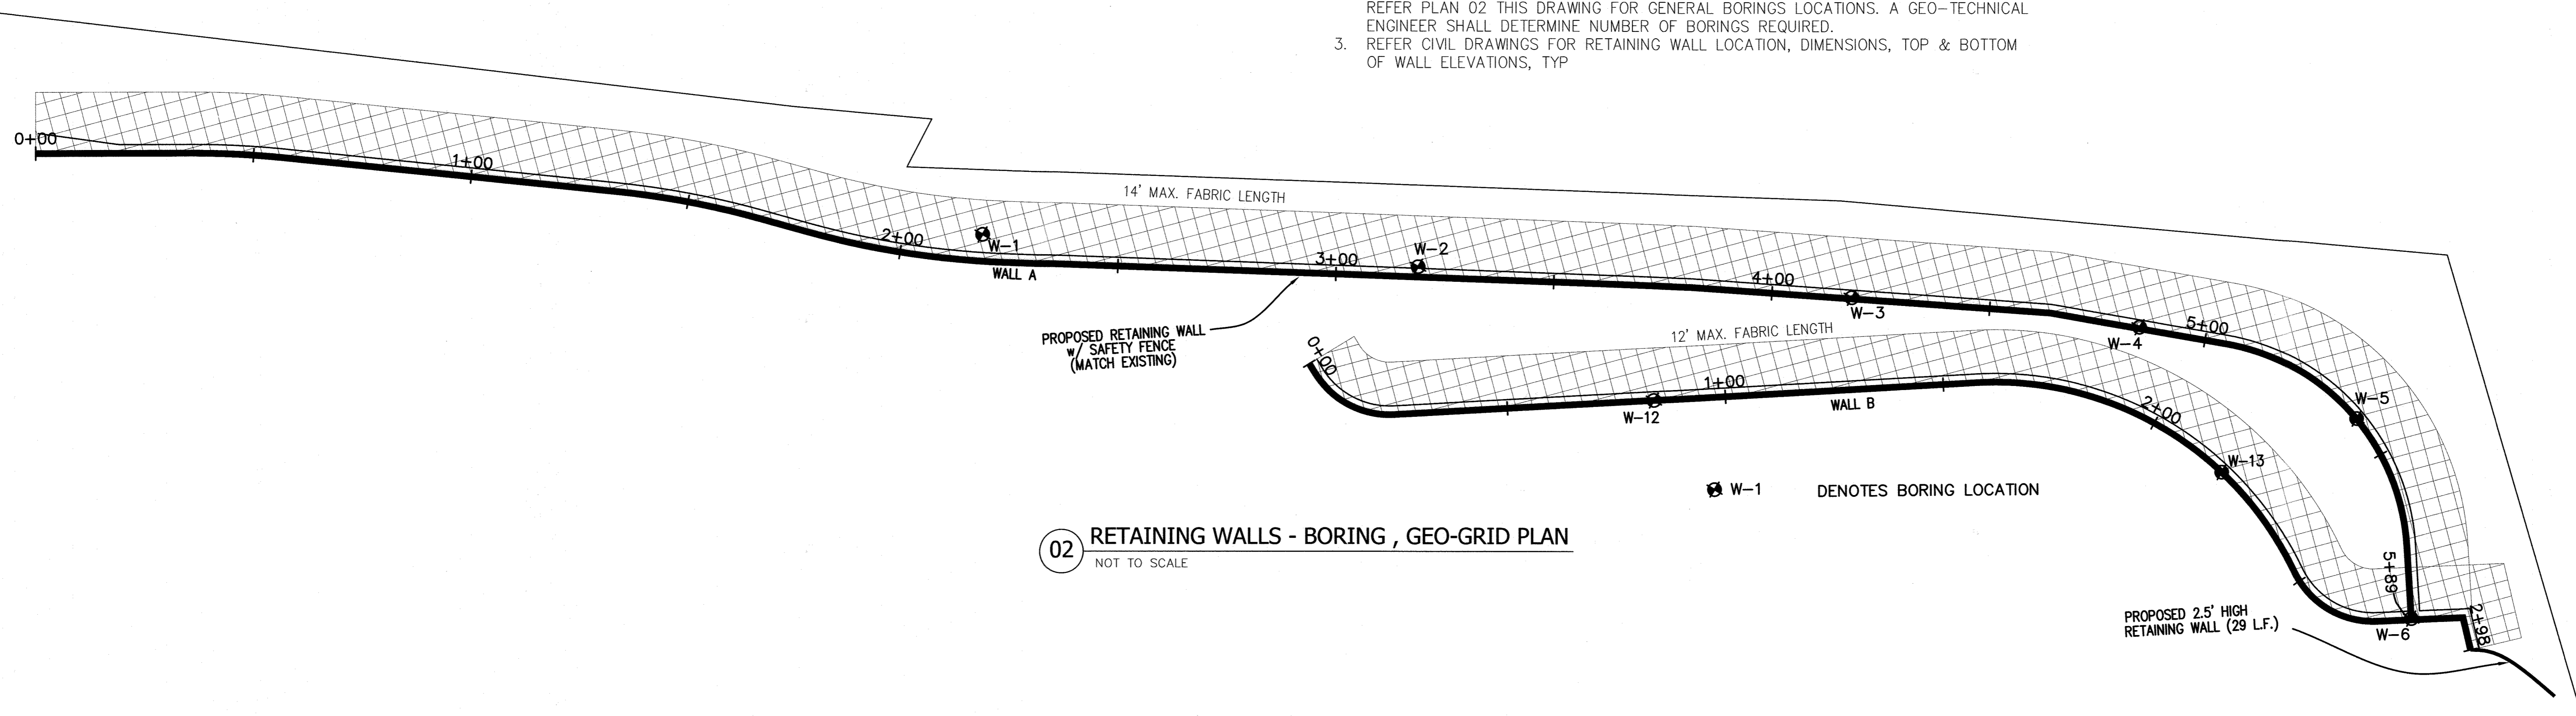 REFER PLAN 02 THIS DRAWING FOR GENERAL BORINGS LOCATIONS. A GEO-TECHNICAL
ENGINEER SHALL DETERMINE NUMBER OF BORINGS REQUIRED.
3. REFER CIVIL DRAWINGS FOR RETAINING WALL LOCATION, DIMENSIONS, TOP & BOTTOM
OF WALL ELEVATIONS, TYP
0+00
1+00
2+00
W-1
WALL A
14' MAX. FABRIC LENGTH
3+00
W-2
4+00
W-3
W-4
5+00
W-5
PROPOSED RETAINING WALL
w/ SAFETY FENCE
(MATCH EXISTING)
0+00
12' MAX. FABRIC LENGTH
W-12
1+00
WALL B
2+00
W-13
5+89
W-6
2+98
W-1 DENOTES BORING LOCATION
02 RETAINING WALLS - BORING , GEO-GRID PLAN
NOT TO SCALE
PROPOSED 2.5' HIGH
RETAINING WALL (29 L.F.)